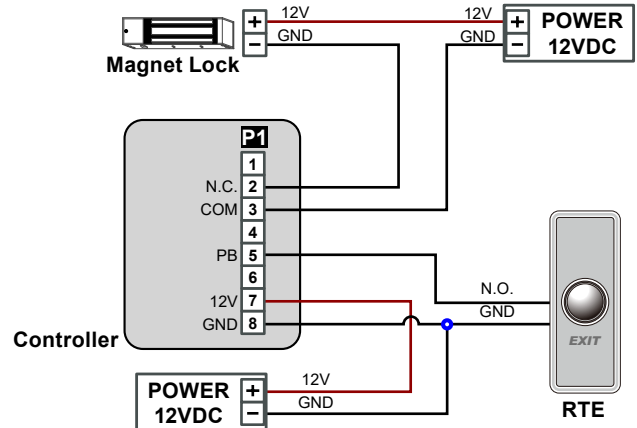 + 12V 12V + POWER 12VDC
− GND GND −
Magnet Lock
P1
1
N.C. 2
COM 3
4
PB 5
6
12V 7
GND 8
Controller
N.O.
GND
EXIT
RTE
POWER 12VDC + 12V
− GND